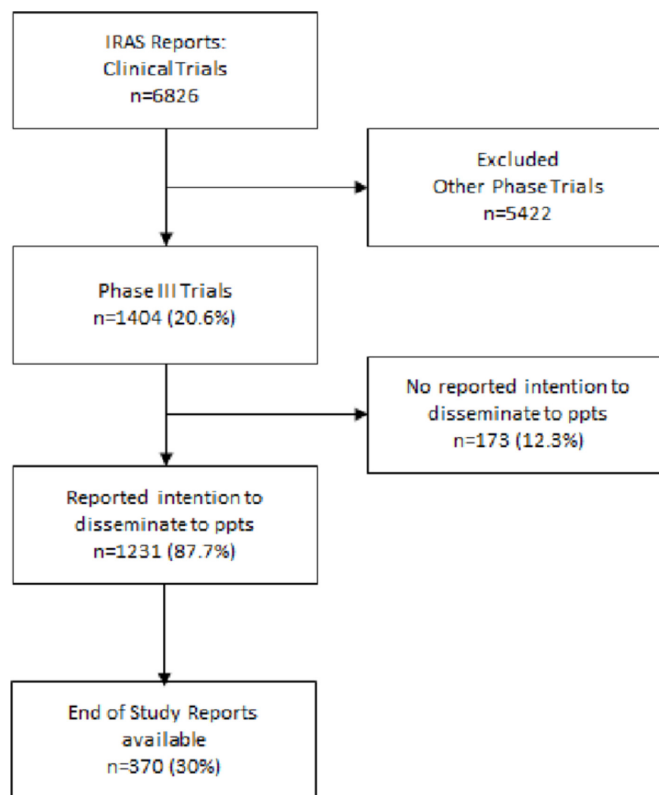 IRAS Reports:
Clinical Trials
n=6826
Excluded
Other Phase Trials
n=5422
Phase III Trials
n=1404 (20.6%)
No reported intention to
disseminate to ppts
n=173 (12.3%)
Reported intention to
disseminate to ppts
n=1231 (87.7%)
End of Study Reports
available
n=370 (30%)